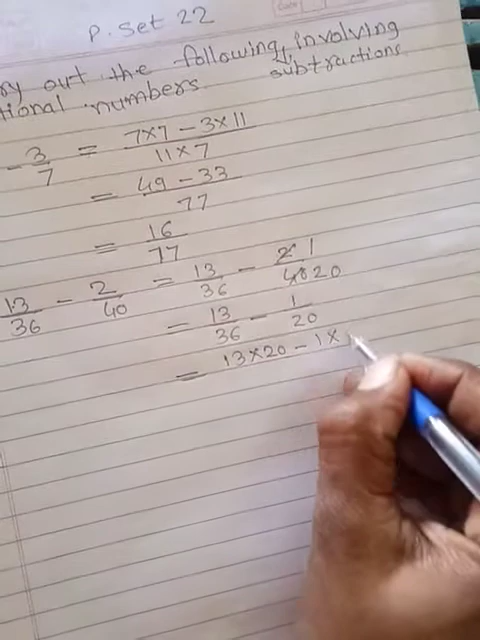 P. Set 22
ry out the following, involving
tional numbers subtractions
- 3/7 = 7×7 - 3×11 / 11×7
= 49 - 33 / 77
= 16/77
13/36 - 2/40 = 13/36 - 2 1 / 40 20
= 13/36 - 1/20
= 13×20 - 1×